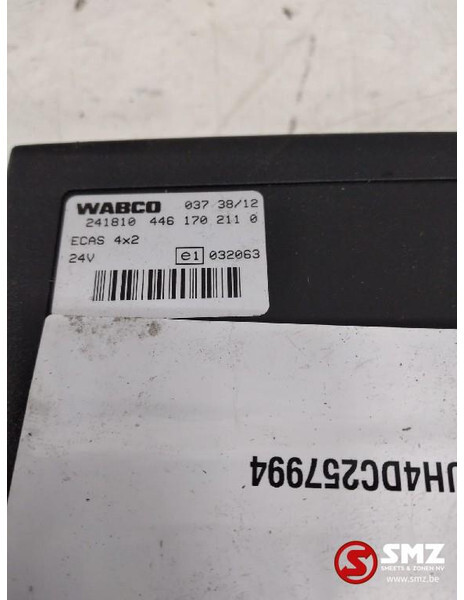 WABCO 037 38/12
241810 446 170 211 0
ECAS 4x2
24V e1 032063
H4DC257994
SMZ
SMEETS & ZONEN NV
www.smz.be